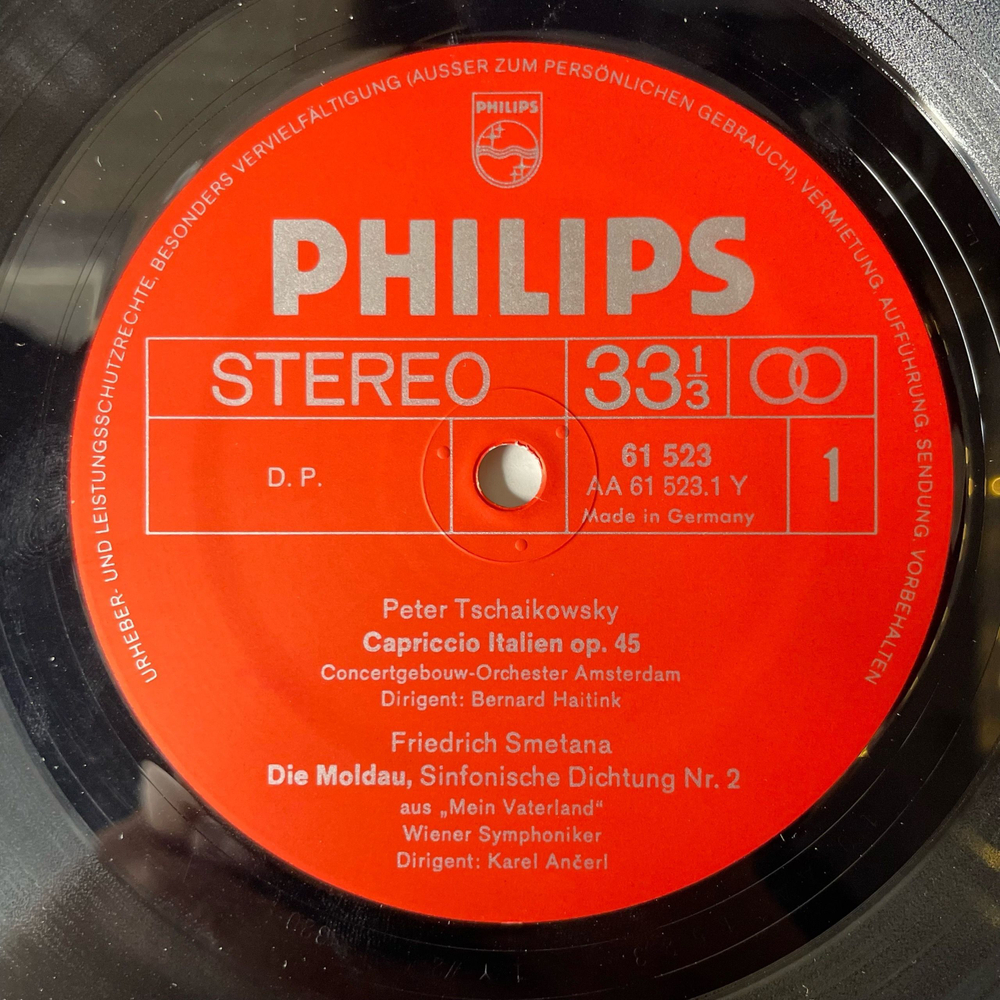 URHEBER- UND LEISTUNGSSCHUTZRECHTE, BESONDERS VERVIELFÄLTIGUNG (AUSSER ZUM PERSÖNLICHEN GEBRAUCH), VERMIETUNG, AUFFÜHRUNG, SENDUNG, VORBEHALTEN
PHILIPS
PHILIPS
STEREO 33 1/3
D. P.
61 523
AA 61 523.1 Y
Made in Germany
1
Peter Tschaikowsky
Capriccio Italien op. 45
Concertgebouw-Orchester Amsterdam
Dirigent: Bernard Haitink
Friedrich Smetana
Die Moldau, Sinfonische Dichtung Nr. 2
aus „Mein Vaterland“
Wiener Symphoniker
Dirigent: Karel Ančerl